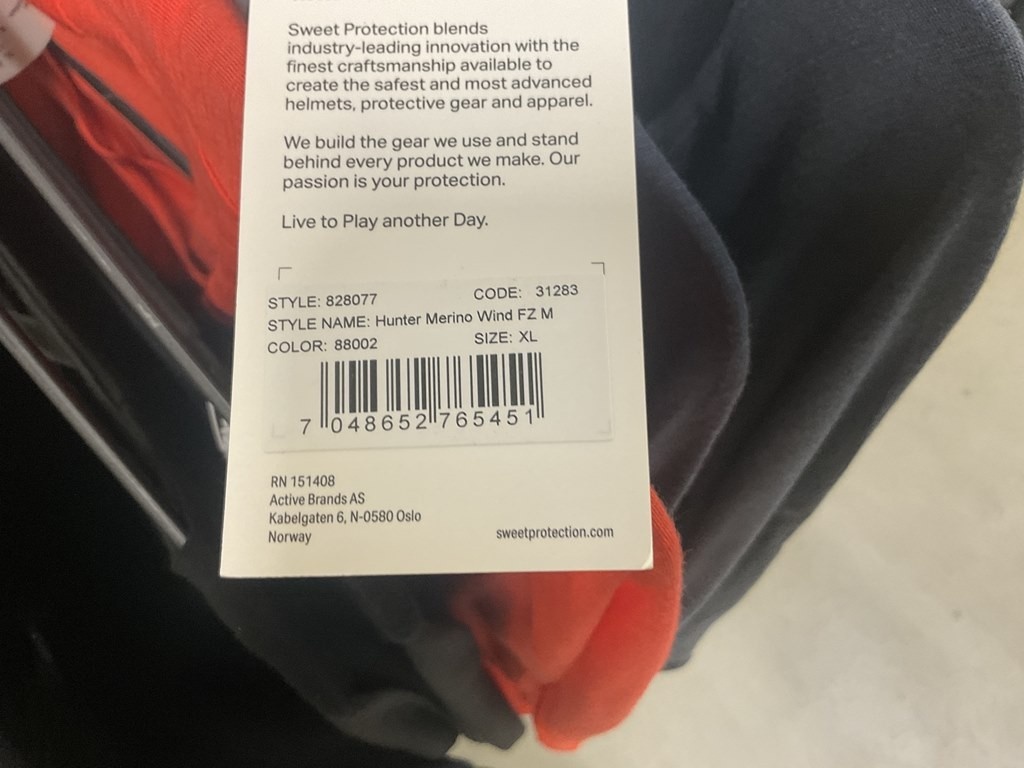 Sweet Protection blends
industry-leading innovation with the
finest craftsmanship available to
create the safest and most advanced
helmets, protective gear and apparel.
We build the gear we use and stand
behind every product we make. Our
passion is your protection.
Live to Play another Day.
STYLE: 828077 CODE: 31283
STYLE NAME: Hunter Merino Wind FZ M
COLOR: 88002 SIZE: XL
7 048652 765451
RN 151408
Active Brands AS
Kabelgaten 6, N-0580 Oslo
Norway sweetprotection.com